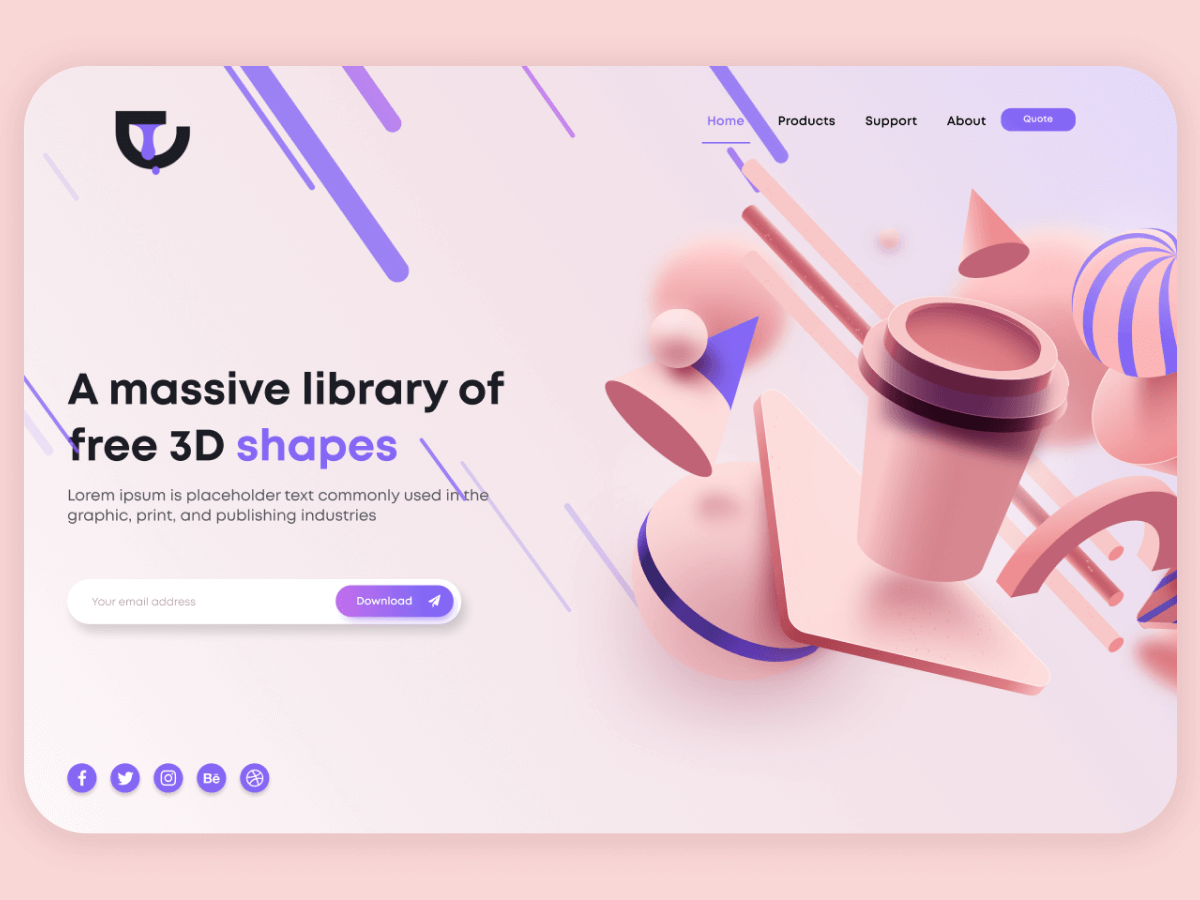 Home Products Support About Quote
A massive library of
free 3D shapes
Lorem ipsum is placeholder text commonly used in the
graphic, print, and publishing industries
Your email address Download
Bē